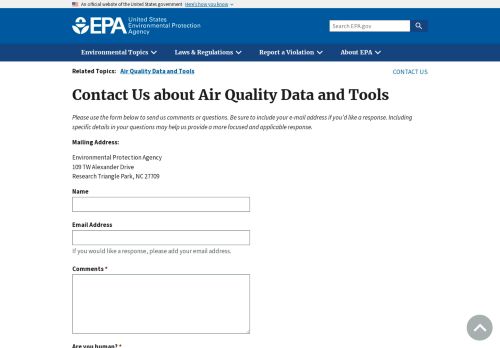 An official website of the United States government Here's how you know
EPA United States
Environmental Protection
Agency
Search EPA.gov
Environmental Topics Laws & Regulations Report a Violation About EPA
Related Topics: Air Quality Data and Tools CONTACT US
Contact Us about Air Quality Data and Tools
Please use the form below to send us comments or questions. Be sure to include your e-mail address if you'd like a response. Including
specific details in your questions may help us provide a more focused and applicable response.
Mailing Address:
Environmental Protection Agency
109 TW Alexander Drive
Research Triangle Park, NC 27709
Name
Email Address
If you would like a response, please add your email address.
Comments *
Are you human? *